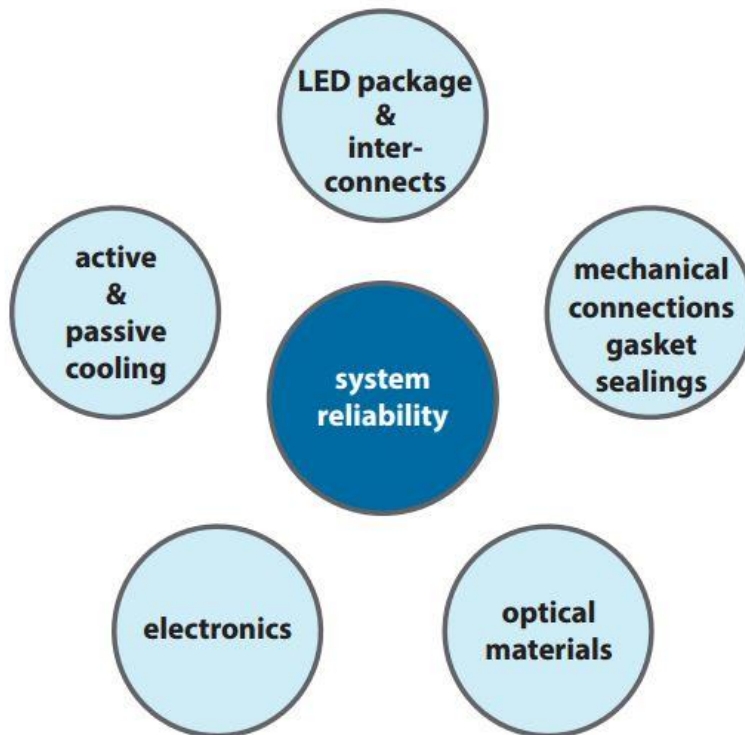 LED package
&
inter-
connects
active
&
passive
cooling
mechanical
connections
gasket
sealings
system
reliability
electronics
optical
materials